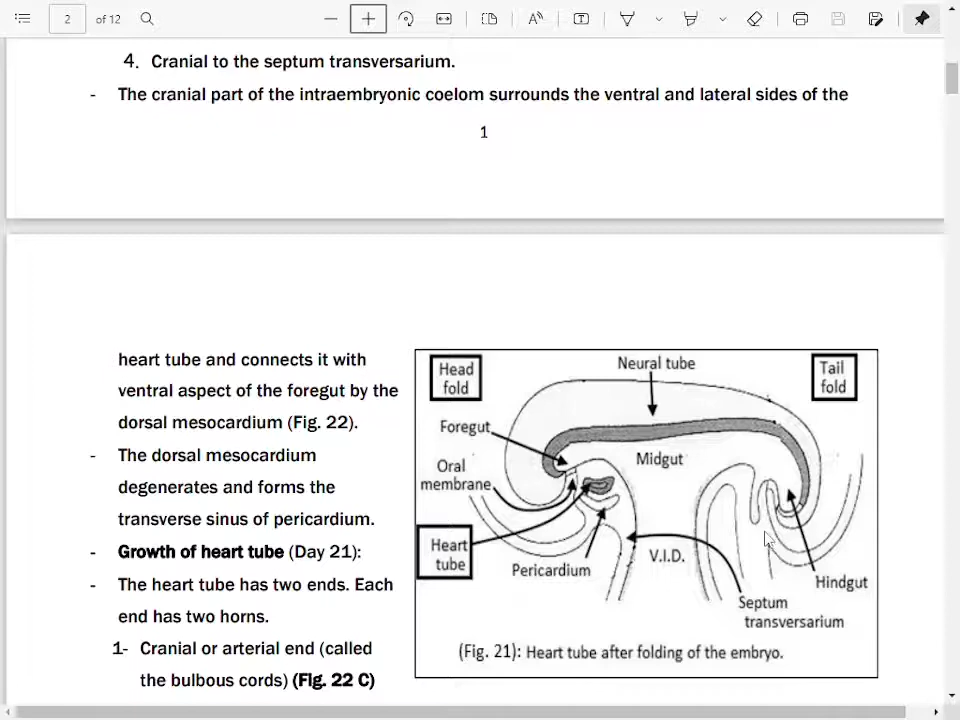 2 of 12
4. Cranial to the septum transversarium.
- The cranial part of the intraembryonic coelom surrounds the ventral and lateral sides of the
1
heart tube and connects it with
ventral aspect of the foregut by the
dorsal mesocardium (Fig. 22).
- The dorsal mesocardium
degenerates and forms the
transverse sinus of pericardium.
- Growth of heart tube (Day 21):
- The heart tube has two ends. Each
end has two horns.
1- Cranial or arterial end (called
the bulbous cords) (Fig. 22 C)
Head
fold
Neural tube
Tail
fold
Foregut
Midgut
Oral
membrane
Heart
tube
Pericardium
V.I.D.
Hindgut
Septum
transversarium
(Fig. 21): Heart tube after folding of the embryo.